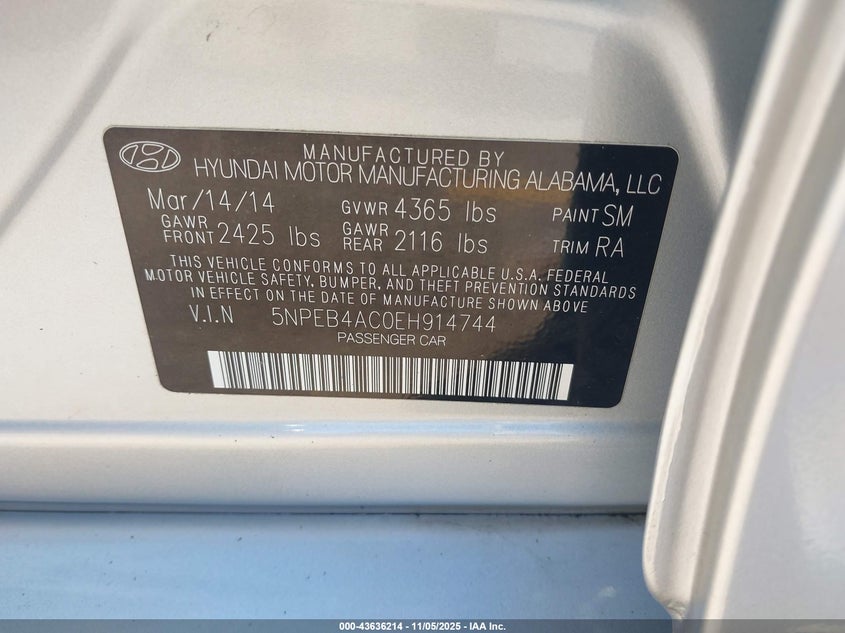 MANUFACTURED BY
HYUNDAI MOTOR MANUFACTURING ALABAMA, LLC
Mar/14/14 GVWR 4365 lbs PAINT SM
GAWR FRONT 2425 lbs GAWR REAR 2116 lbs TRIM RA
THIS VEHICLE CONFORMS TO ALL APPLICABLE U.S.A. FEDERAL
MOTOR VEHICLE SAFETY, BUMPER, AND THEFT PREVENTION STANDARDS
IN EFFECT ON THE DATE OF MANUFACTURE SHOWN ABOVE
V.I.N 5NPEB4AC0EH914744
PASSENGER CAR
000-43636214 - 11/05/2025 - IAA Inc.